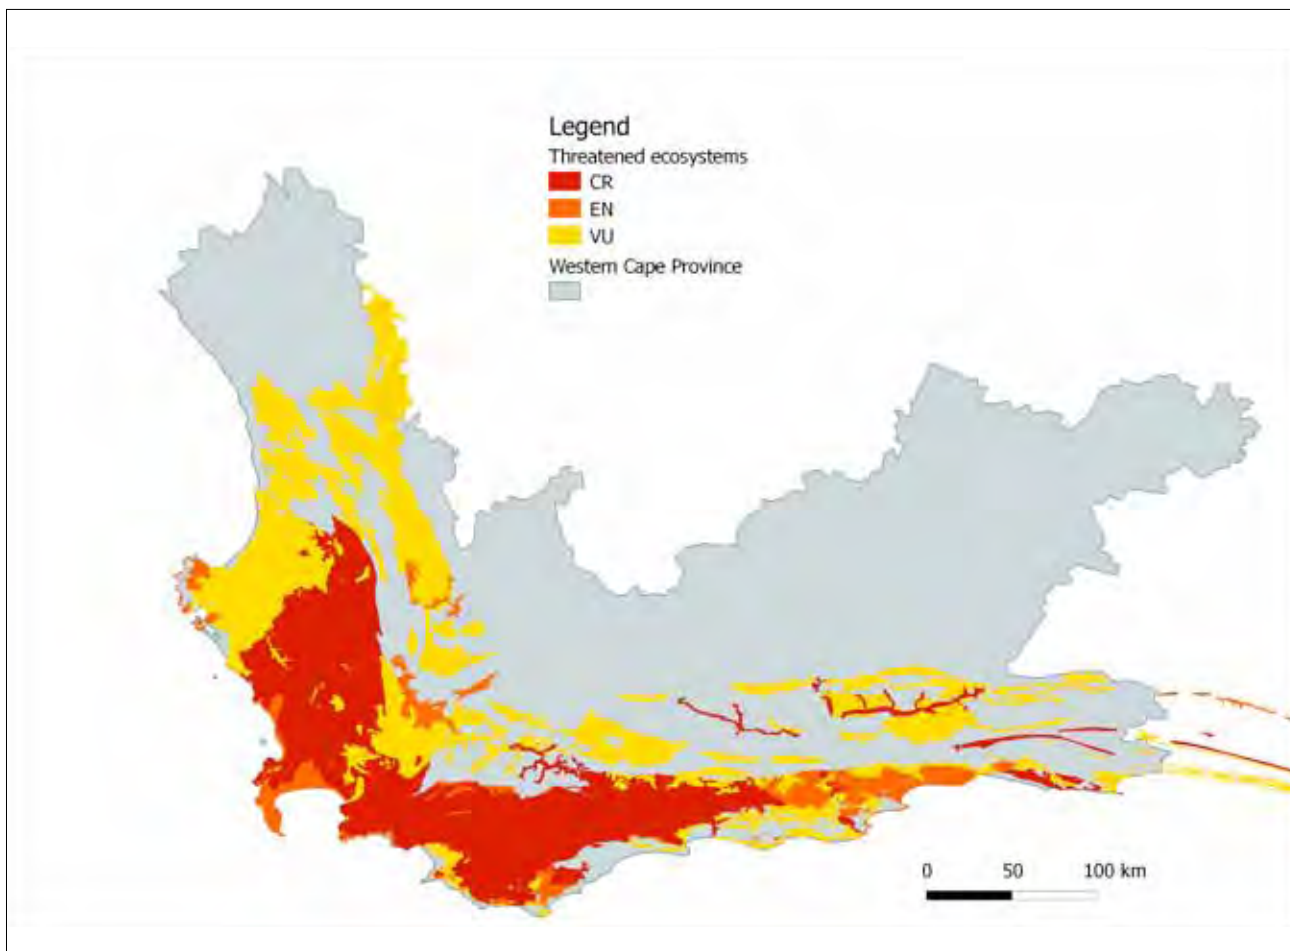 Legend
Threatened ecosystems
CR
EN
VU
Western Cape Province
0 50 100 km